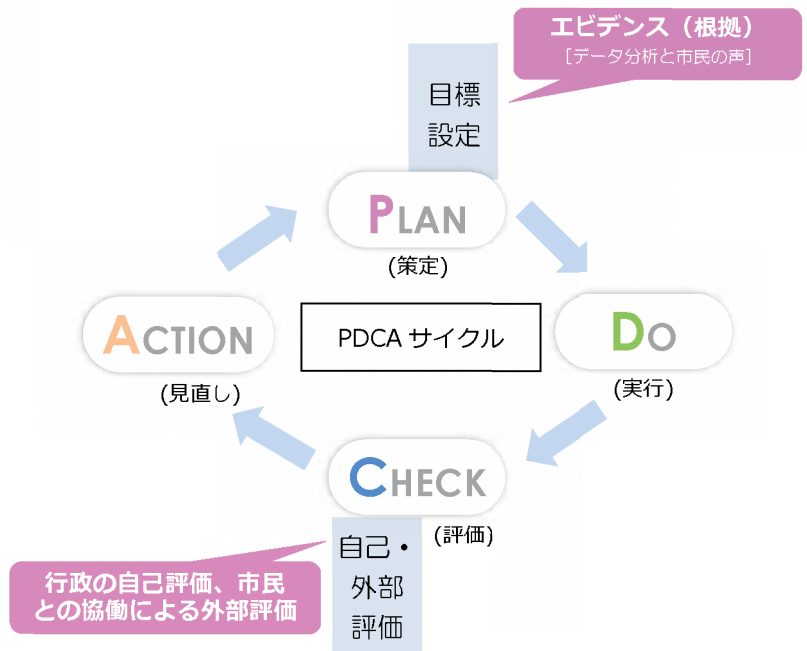 エビデンス（根拠）
［データ分析と市民の声］
目標
設定
PLAN
(策定)
ACTION
(見直し)
PDCA サイクル
DO
(実行)
CHECK
(評価)
自己・
外部
評価
行政の自己評価、市民
との協働による外部評価